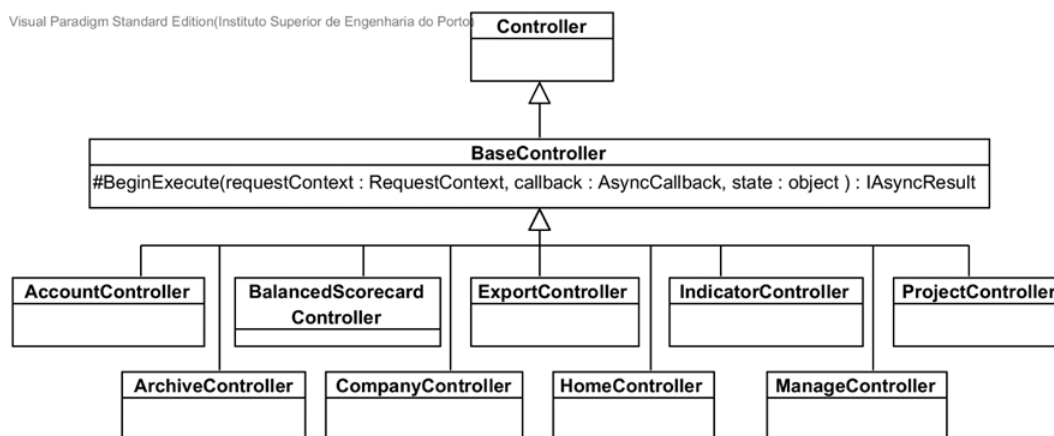 Visual Paradigm Standard Edition(Instituto Superior de Engenharia do Porto)
Controller
BaseController
#BeginExecute(requestContext : RequestContext, callback : AsyncCallback, state : object ) : IAsyncResult
AccountController
BalancedScorecard
Controller
ExportController
IndicatorController
ProjectController
ArchiveController
CompanyController
HomeController
ManageController